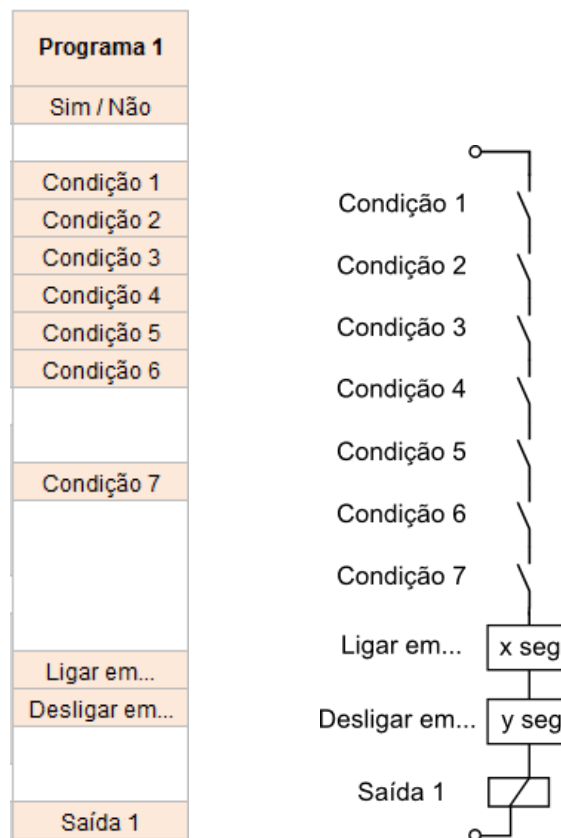 Programa 1
Sim / Não
Condição 1
Condição 2
Condição 3
Condição 4
Condição 5
Condição 6
Condição 7
Ligar em...
Desligar em...
Saída 1
Condição 1
Condição 2
Condição 3
Condição 4
Condição 5
Condição 6
Condição 7
Ligar em... x seg
Desligar em... y seg
Saída 1